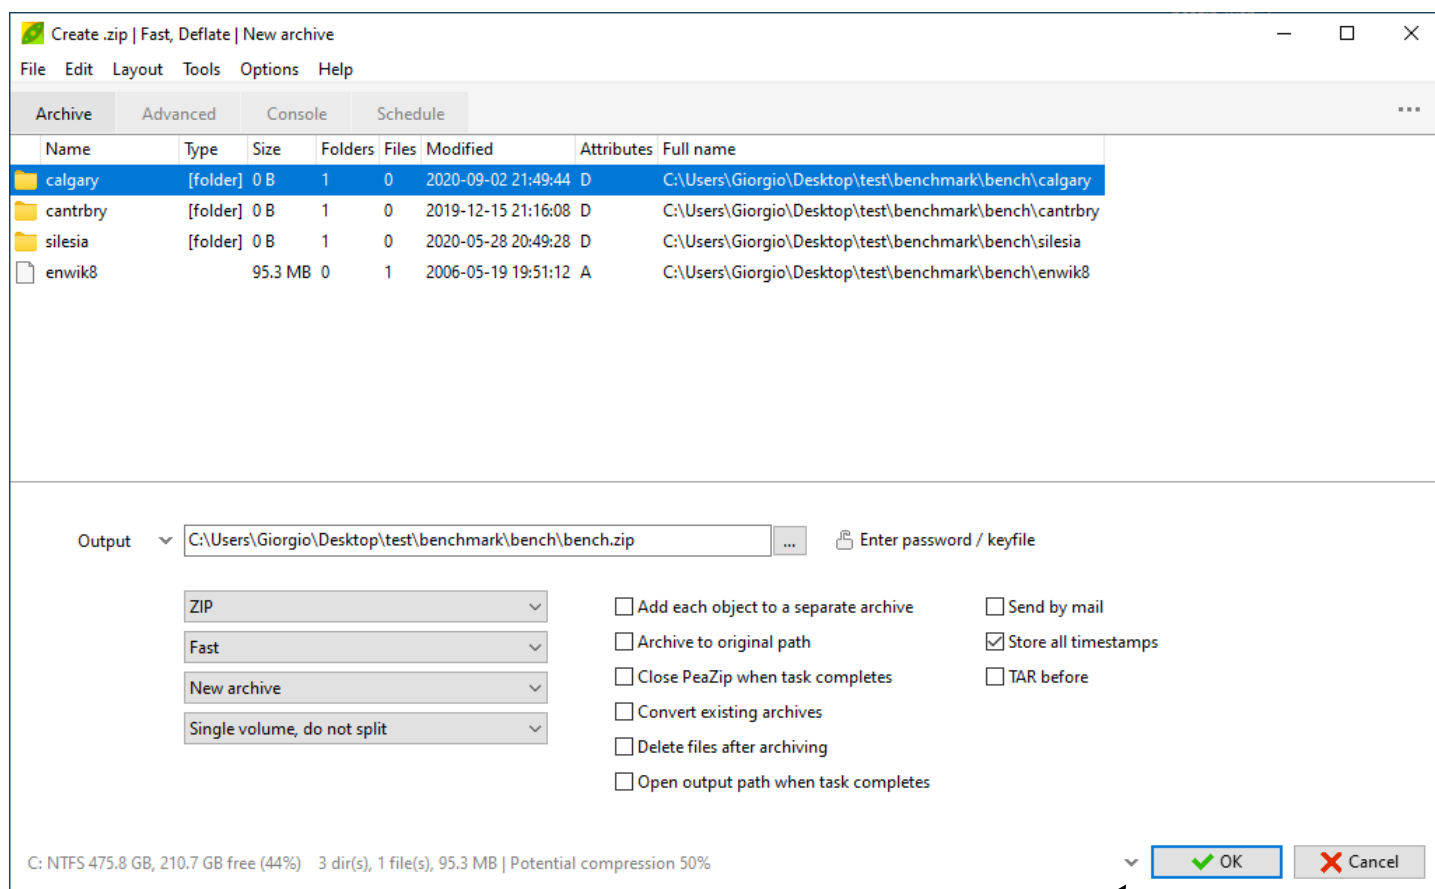 Create .zip | Fast, Deflate | New archive
File Edit Layout Tools Options Help
Archive Advanced Console Schedule
Name Type Size Folders Files Modified Attributes Full name
calgary [folder] 0 B 1 0 2020-09-02 21:49:44 D C:\Users\Giorgio\Desktop\test\benchmark\bench\calgary
cantrbry [folder] 0 B 1 0 2019-12-15 21:16:08 D C:\Users\Giorgio\Desktop\test\benchmark\bench\cantrbry
silesia [folder] 0 B 1 0 2020-05-28 20:49:28 D C:\Users\Giorgio\Desktop\test\benchmark\bench\silesia
enwik8 95.3 MB 0 1 2006-05-19 19:51:12 A C:\Users\Giorgio\Desktop\test\benchmark\bench\enwik8
Output C:\Users\Giorgio\Desktop\test\benchmark\bench\bench.zip ... Enter password / keyfile
ZIP Add each object to a separate archive Send by mail
Fast Archive to original path Store all timestamps
New archive Close PeaZip when task completes TAR before
Single volume, do not split Convert existing archives
Delete files after archiving
Open output path when task completes
C: NTFS 475.8 GB, 210.7 GB free (44%) 3 dir(s), 1 file(s), 95.3 MB | Potential compression 50% OK Cancel